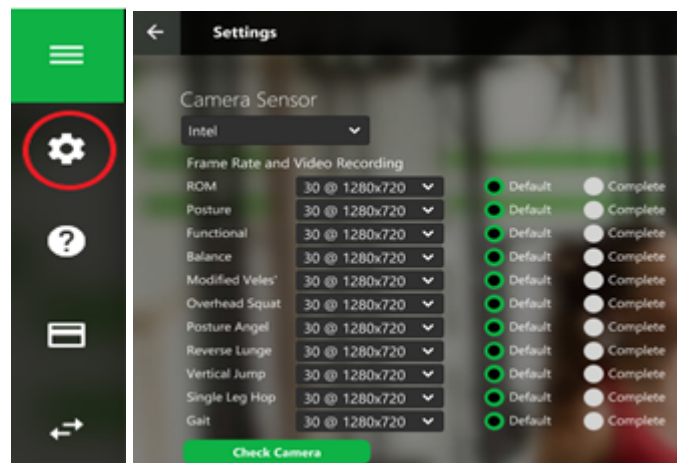 Settings
Camera Sensor
Intel
Frame Rate and Video Recording
ROM 30 @ 1280x720 Default Complete
Posture 30 @ 1280x720 Default Complete
Functional 30 @ 1280x720 Default Complete
Balance 30 @ 1280x720 Default Complete
Modified Veles' 30 @ 1280x720 Default Complete
Overhead Squat 30 @ 1280x720 Default Complete
Posture Angel 30 @ 1280x720 Default Complete
Reverse Lunge 30 @ 1280x720 Default Complete
Vertical Jump 30 @ 1280x720 Default Complete
Single Leg Hop 30 @ 1280x720 Default Complete
Gait 30 @ 1280x720 Default Complete
Check Camera